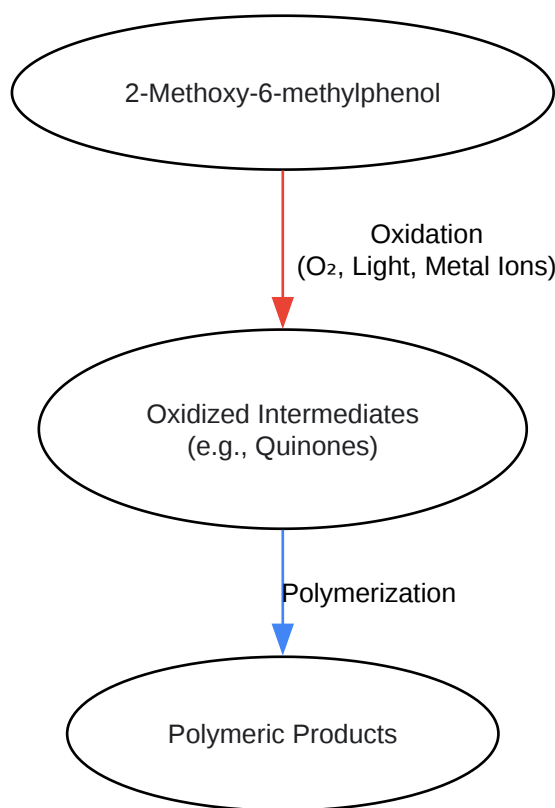 2-Methoxy-6-methylphenol
Oxidation
(O₂, Light, Metal Ions)
Oxidized Intermediates
(e.g., Quinones)
Polymerization
Polymeric Products